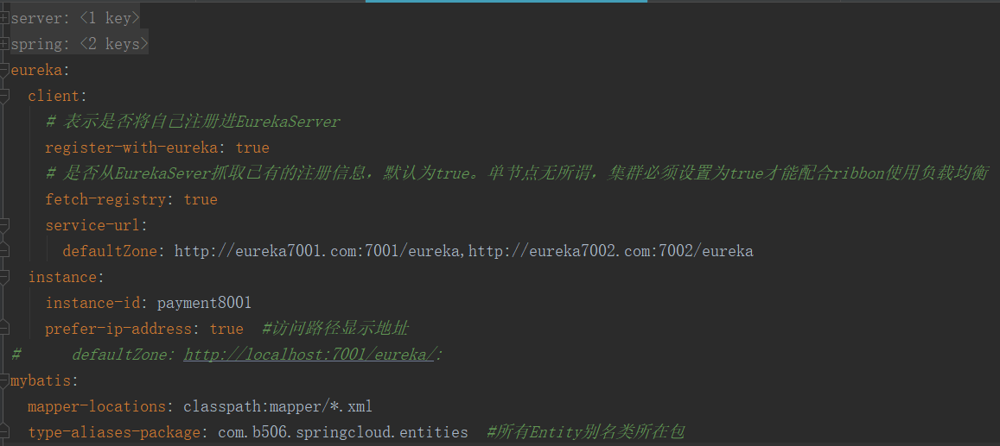 server: <1 key>
spring: <2 keys>
eureka:
  client:
    # 表示是否将自己注册进EurekaServer
    register-with-eureka: true
    # 是否从EurekaSever抓取已有的注册信息，默认为true。单节点无所谓，集群必须设置为true才能配合ribbon使用负载均衡
    fetch-registry: true
    service-url:
      defaultZone: http://eureka7001.com:7001/eureka,http://eureka7002.com:7002/eureka
  instance:
    instance-id: payment8001
    prefer-ip-address: true  #访问路径显示地址
#      defaultZone: http://localhost:7001/eureka/:
mybatis:
  mapper-locations: classpath:mapper/*.xml
  type-aliases-package: com.b506.springcloud.entities  #所有Entity别名类所在包